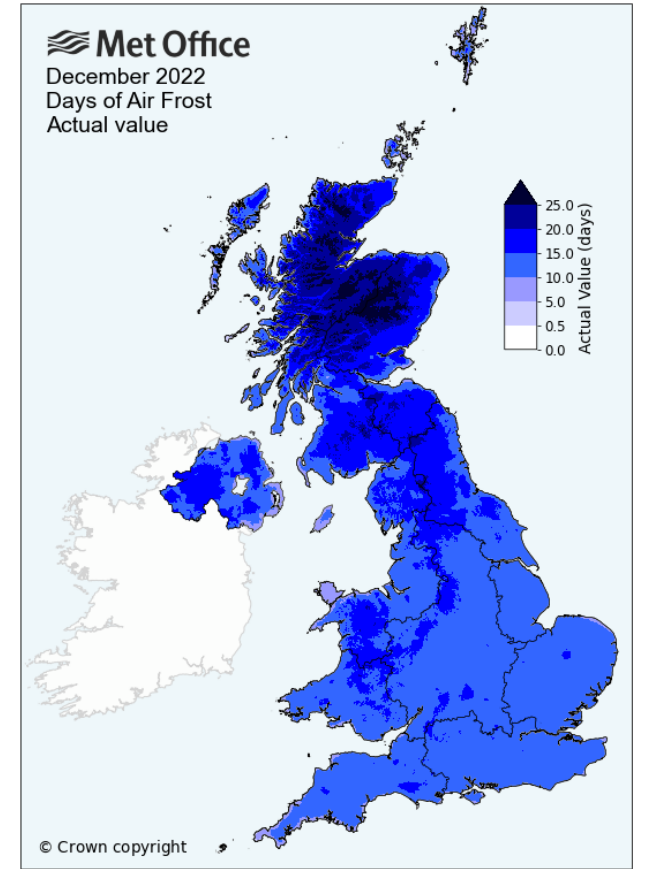 Met Office
December 2022
Days of Air Frost
Actual value
25.0
20.0
15.0
10.0
5.0
0.5
0.0
Actual Value (days)
© Crown copyright